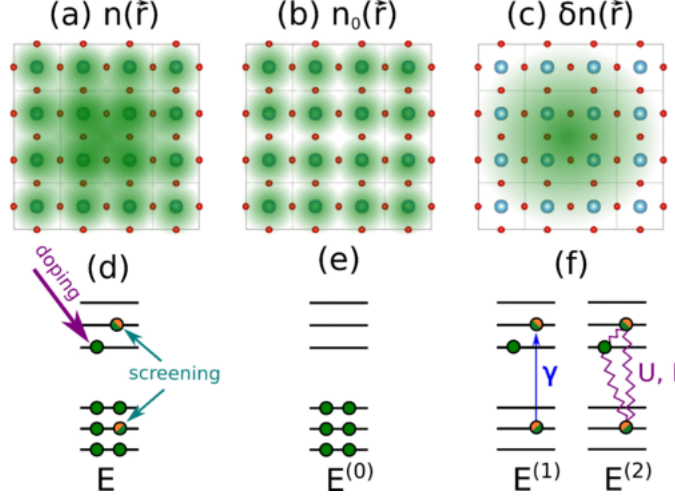 (a) n(r⃗)
(b) n₀(r⃗)
(c) δn(r⃗)
(d)
(e)
(f)
doping
screening
γ
U,
E
E⁽⁰⁾
E⁽¹⁾
E⁽²⁾